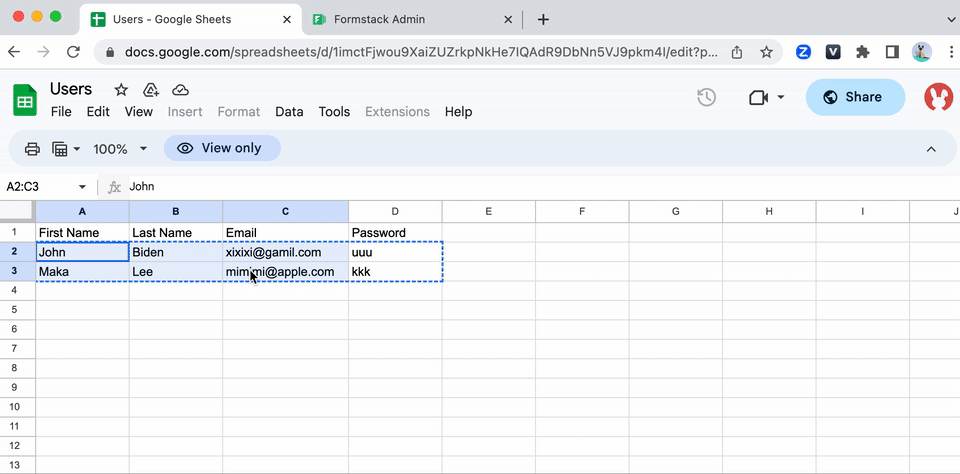 Users - Google Sheets
Formstack Admin
docs.google.com/spreadsheets/d/1imctFjwou9XaiZUZrkpNkHe7lQAdR9DbNn5VJ9pkm4l/edit?p...
Z V
Users
File Edit View Insert Format Data Tools Extensions Help
Share
100% View only
A2:C3 fx John
A B C D E F G H I J
1 First Name Last Name Email Password
2 John Biden xixixi@gamil.com uuu
3 Maka Lee mimimi@apple.com kkk
4
5
6
7
8
9
10
11
12
13